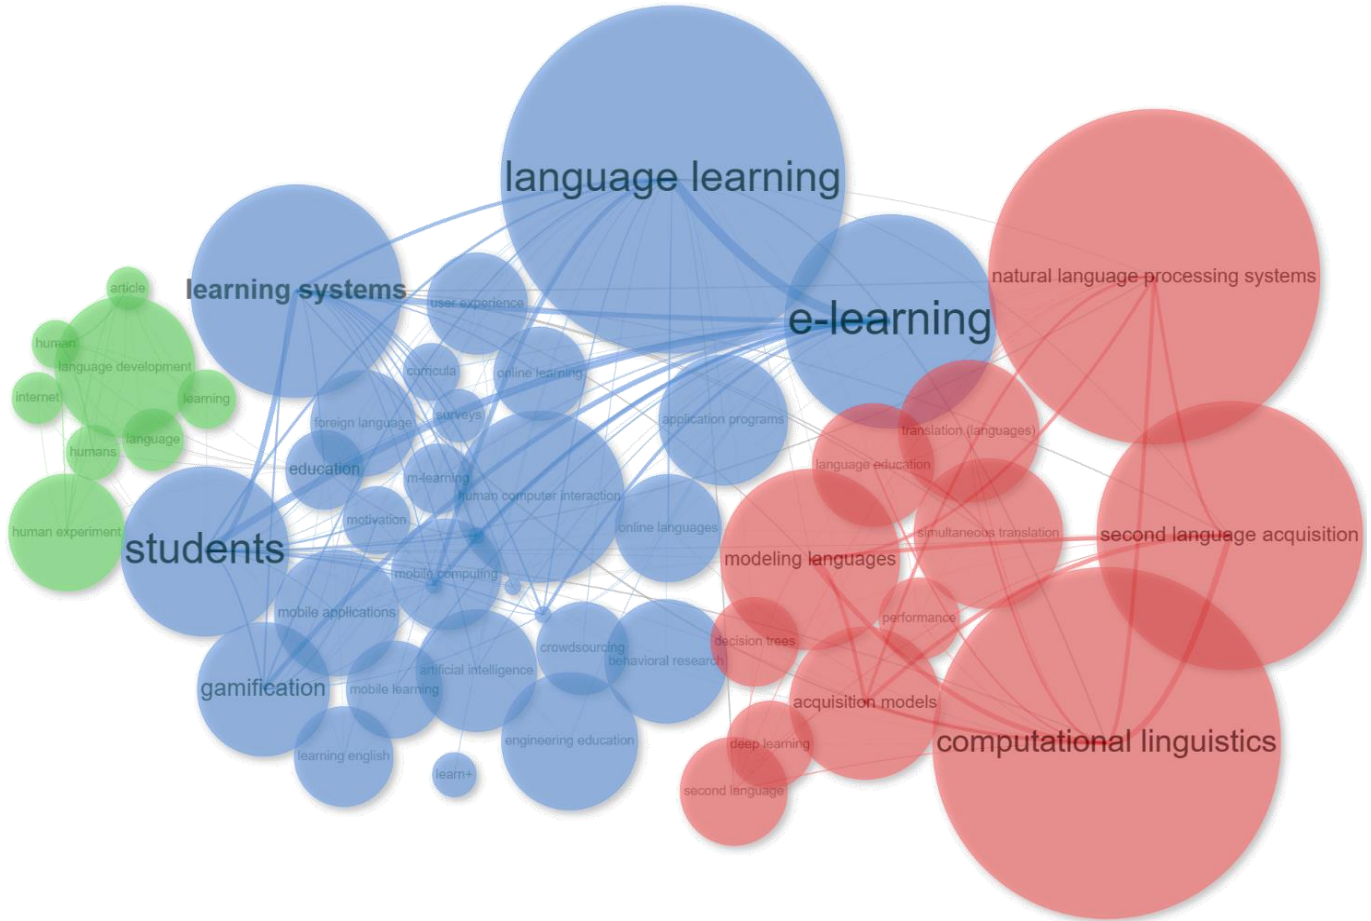 language learning
natural language processing systems
article
learning systems
user experience
e-learning
human
language development
curricula
online learning
internet
learning
surveys
foreign language
application programs
translation (languages)
language
humans
education
m-learning
language education
human computer interaction
motivation
online languages
human experiment
simultaneous translation
second language acquisition
students
modeling languages
mobile computing
mobile applications
performance
decision trees
crowdsourcing
behavioral research
artificial intelligence
gamification
mobile learning
acquisition models
engineering education
computational linguistics
deep learning
learning english
learn+
second language